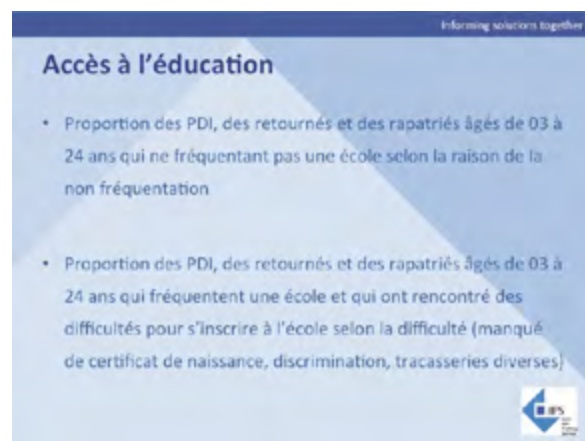 Informing solutions together
Accès à l'éducation
• Proportion des PDI, des retournés et des rapatriés âgés de 03 à
24 ans qui ne fréquentant pas une école selon la raison de la
non fréquentation
• Proportion des PDI, des retournés et des rapatriés âgés de 03 à
24 ans qui fréquentent une école et qui ont rencontré des
difficultés pour s'inscrire à l'école selon la difficulté (manqué
de certificat de naissance, discrimination, tracasseries diverses)
JIPS